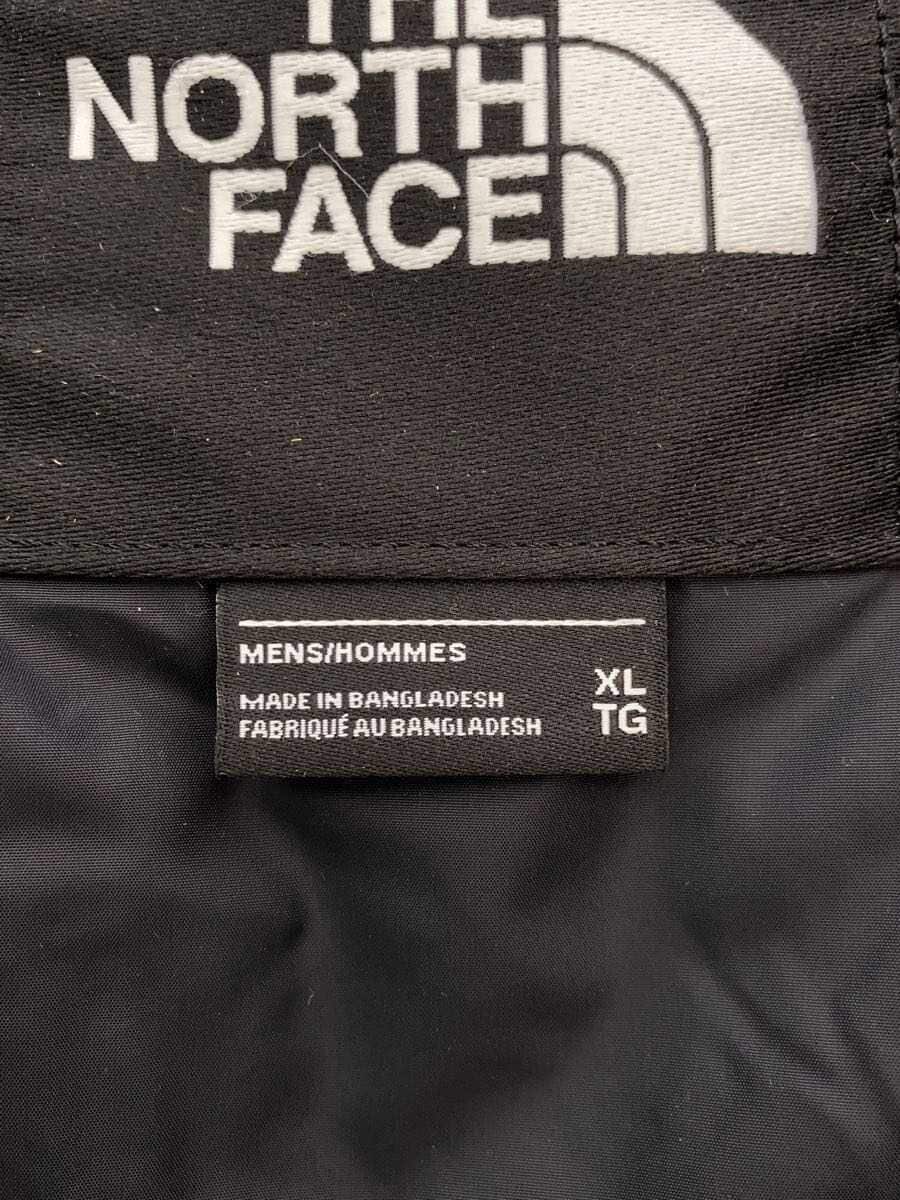 THE
NORTH
FACE
MENS/HOMMES
MADE IN BANGLADESH
FABRIQUÉ AU BANGLADESH
XL
TG